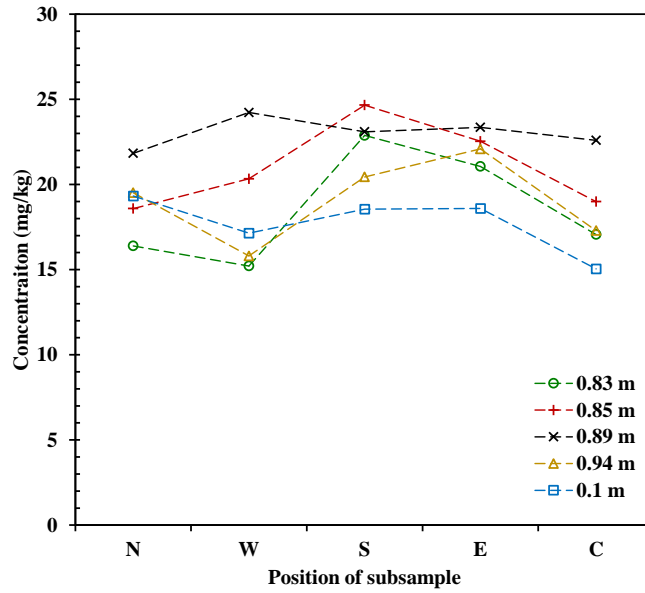 30
25
20
15
10
5
0
Concentraiton (mg/kg)
0.83 m
0.85 m
0.89 m
0.94 m
0.1 m
N W S E C
Position of subsample